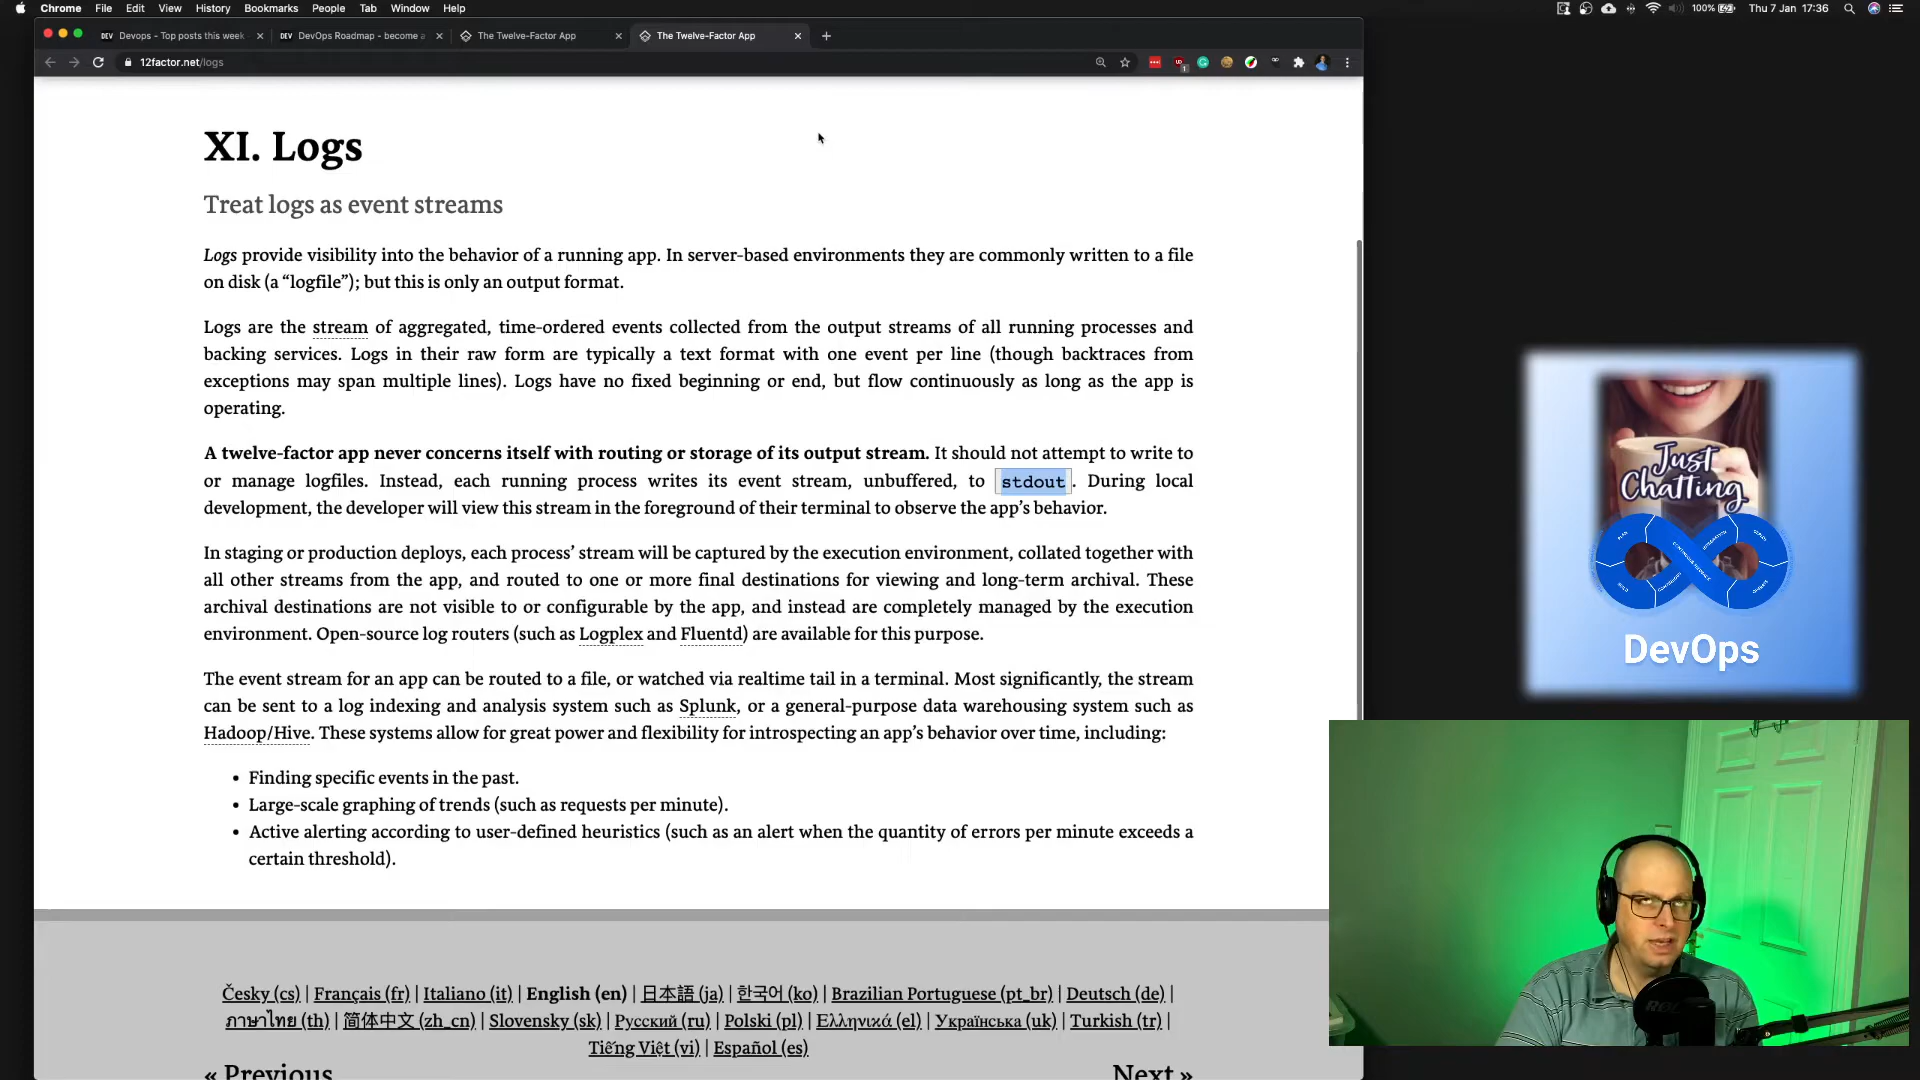 Chrome File Edit View History Bookmarks People Tab Window Help
100% Thu 7 Jan 17:36
DEV Devops - Top posts this week
DEV DevOps Roadmap - become a
The Twelve-Factor App
The Twelve-Factor App
12factor.net/logs
XI. Logs
Treat logs as event streams
Logs provide visibility into the behavior of a running app. In server-based environments they are commonly written to a file
on disk (a “logfile”); but this is only an output format.
Logs are the stream of aggregated, time-ordered events collected from the output streams of all running processes and
backing services. Logs in their raw form are typically a text format with one event per line (though backtraces from
exceptions may span multiple lines). Logs have no fixed beginning or end, but flow continuously as long as the app is
operating.
A twelve-factor app never concerns itself with routing or storage of its output stream. It should not attempt to write to
or manage logfiles. Instead, each running process writes its event stream, unbuffered, to stdout. During local
development, the developer will view this stream in the foreground of their terminal to observe the app’s behavior.
In staging or production deploys, each process’ stream will be captured by the execution environment, collated together with
all other streams from the app, and routed to one or more final destinations for viewing and long-term archival. These
archival destinations are not visible to or configurable by the app, and instead are completely managed by the execution
environment. Open-source log routers (such as Logplex and Fluentd) are available for this purpose.
The event stream for an app can be routed to a file, or watched via realtime tail in a terminal. Most significantly, the stream
can be sent to a log indexing and analysis system such as Splunk, or a general-purpose data warehousing system such as
Hadoop/Hive. These systems allow for great power and flexibility for introspecting an app’s behavior over time, including:
• Finding specific events in the past.
• Large-scale graphing of trends (such as requests per minute).
• Active alerting according to user-defined heuristics (such as an alert when the quantity of errors per minute exceeds a
certain threshold).
Česky (cs) | Français (fr) | Italiano (it) | English (en) | 日本語 (ja) | 한국어 (ko) | Brazilian Portuguese (pt_br) | Deutsch (de) |
ภาษาไทย (th) | 简体中文 (zh_cn) | Slovensky (sk) | Русский (ru) | Polski (pl) | Ελληνικά (el) | Українська (uk) | Turkish (tr) |
Tiếng Việt (vi) | Español (es)
« Previous
Next »
Just
Chatting
DevOps